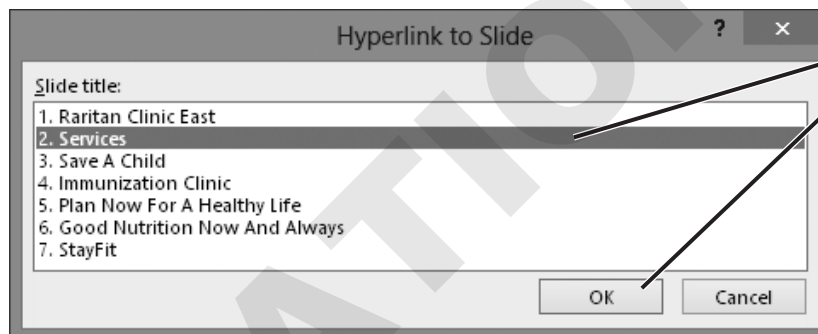 Hyperlink to Slide
? ×
Slide title:
1. Raritan Clinic East
2. Services
3. Save A Child
4. Immunization Clinic
5. Plan Now For A Healthy Life
6. Good Nutrition Now And Always
7. StayFit
OK Cancel